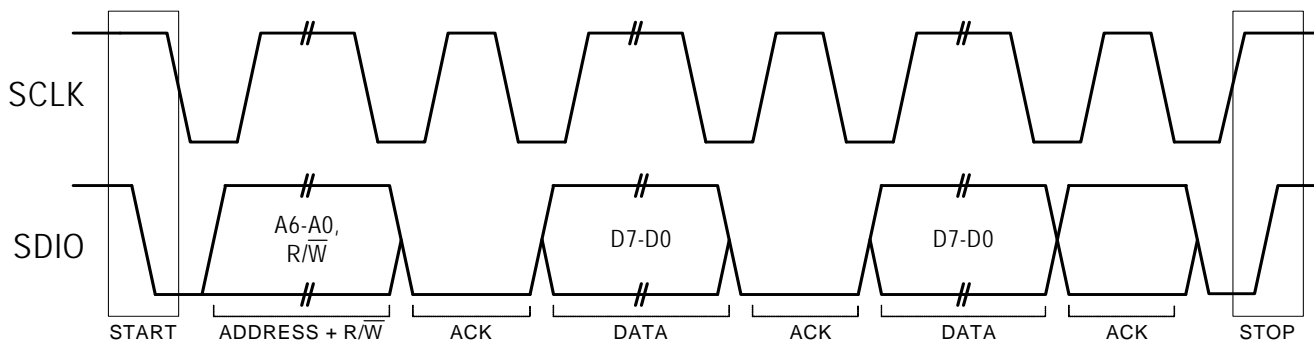 SCLK
SDIO
A6-A0,
R/W̅
D7-D0
D7-D0
START
ADDRESS + R/W̅
ACK
DATA
ACK
DATA
ACK
STOP